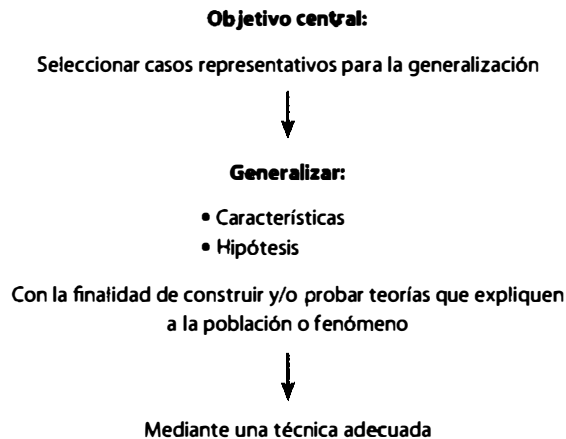 Objetivo central:
Seleccionar casos representativos para la generalización
Generalizar:
• Características
• Hipótesis
Con la finalidad de construir y/o probar teorías que expliquen
a la población o fenómeno
Mediante una técnica adecuada